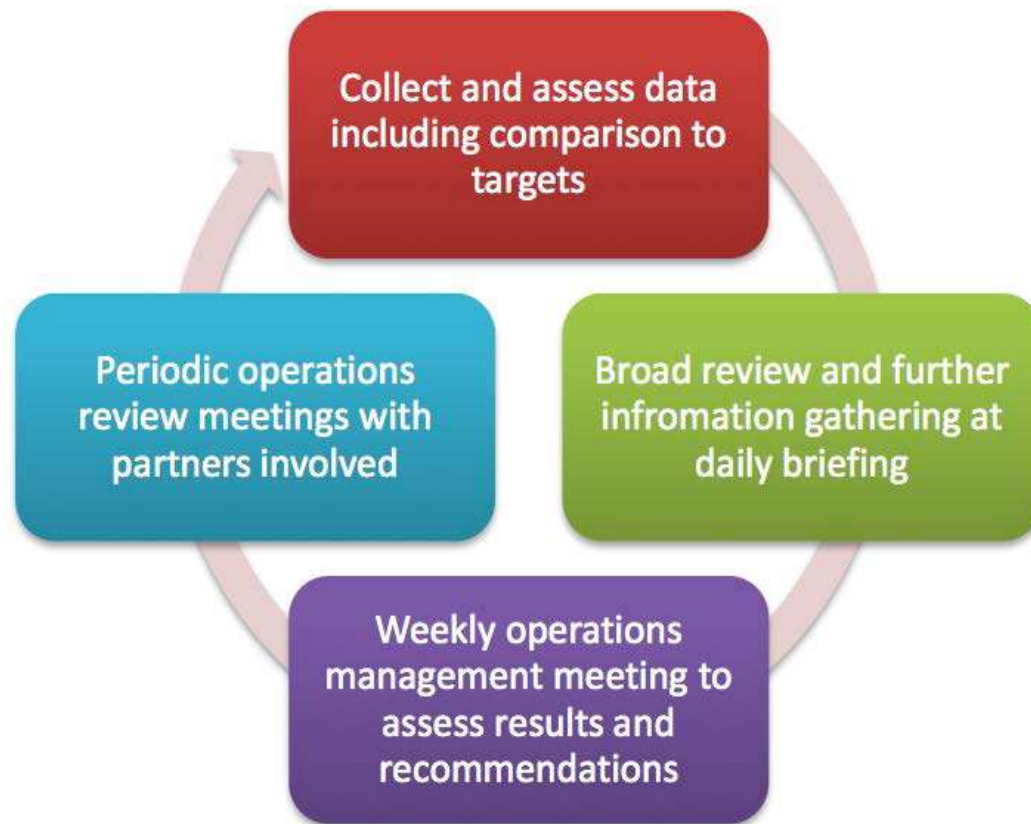 Collect and assess data
including comparison to
targets
Broad review and further
infromation gathering at
daily briefing
Weekly operations
management meeting to
assess results and
recommendations
Periodic operations
review meetings with
partners involved